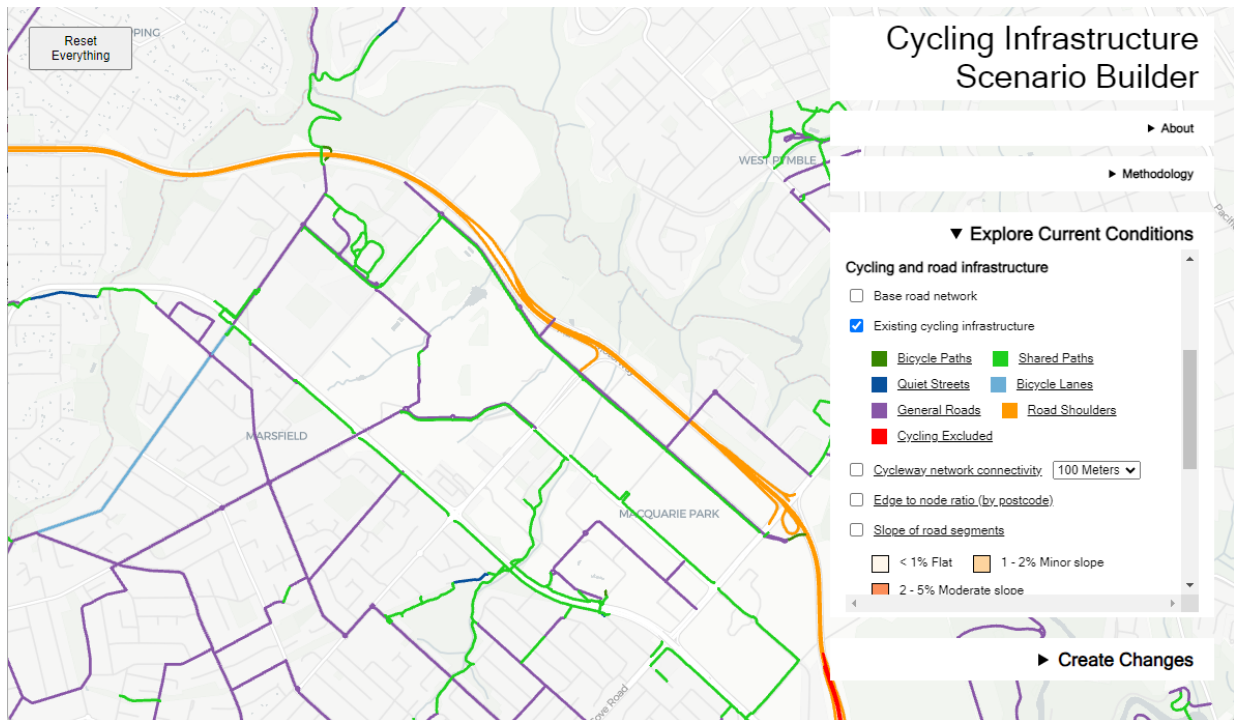 Reset
Everything
PING
Cycling Infrastructure
Scenario Builder
► About
WEST PYMBLE
► Methodology
▼ Explore Current Conditions
Cycling and road infrastructure
Base road network
Existing cycling infrastructure
Bicycle Paths
Shared Paths
Quiet Streets
Bicycle Lanes
General Roads
Road Shoulders
Cycling Excluded
MARSFIELD
Cycleway network connectivity
100 Meters
Edge to node ratio (by postcode)
MACQUARIE PARK
Slope of road segments
< 1% Flat
1 - 2% Minor slope
2 - 5% Moderate slope
► Create Changes
ove Road